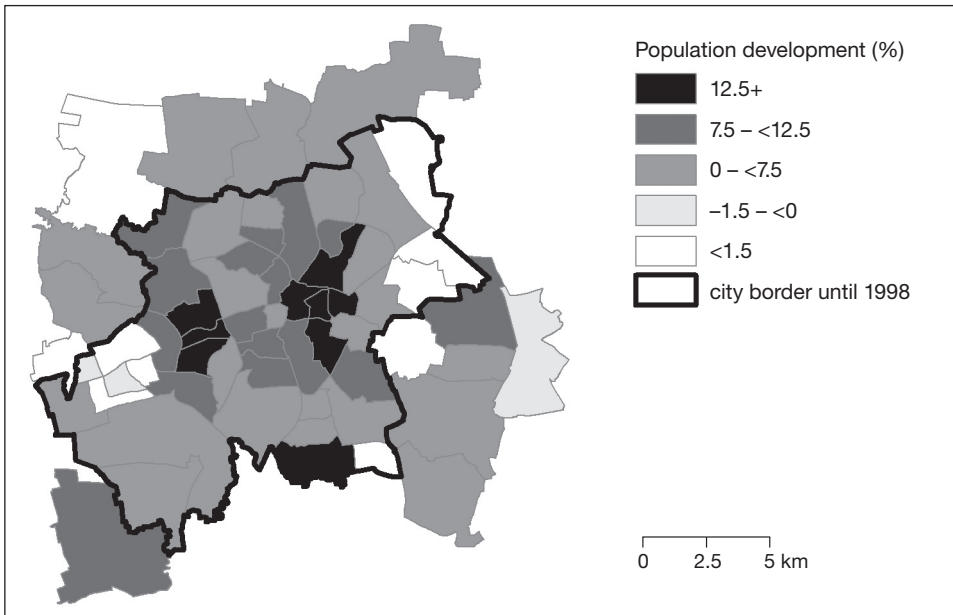 Population development (%)
12.5+
7.5 – <12.5
0 – <7.5
–1.5 – <0
<1.5
city border until 1998
0 2.5 5 km